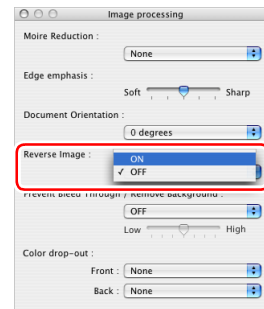 Image processing
Moire Reduction :
None
Edge emphasis :
Soft Sharp
Document Orientation :
0 degrees
Reverse Image :
ON
✓ OFF
Prevent Bleed Through / Remove Background :
OFF
Low High
Color drop-out :
Front : None
Back : None